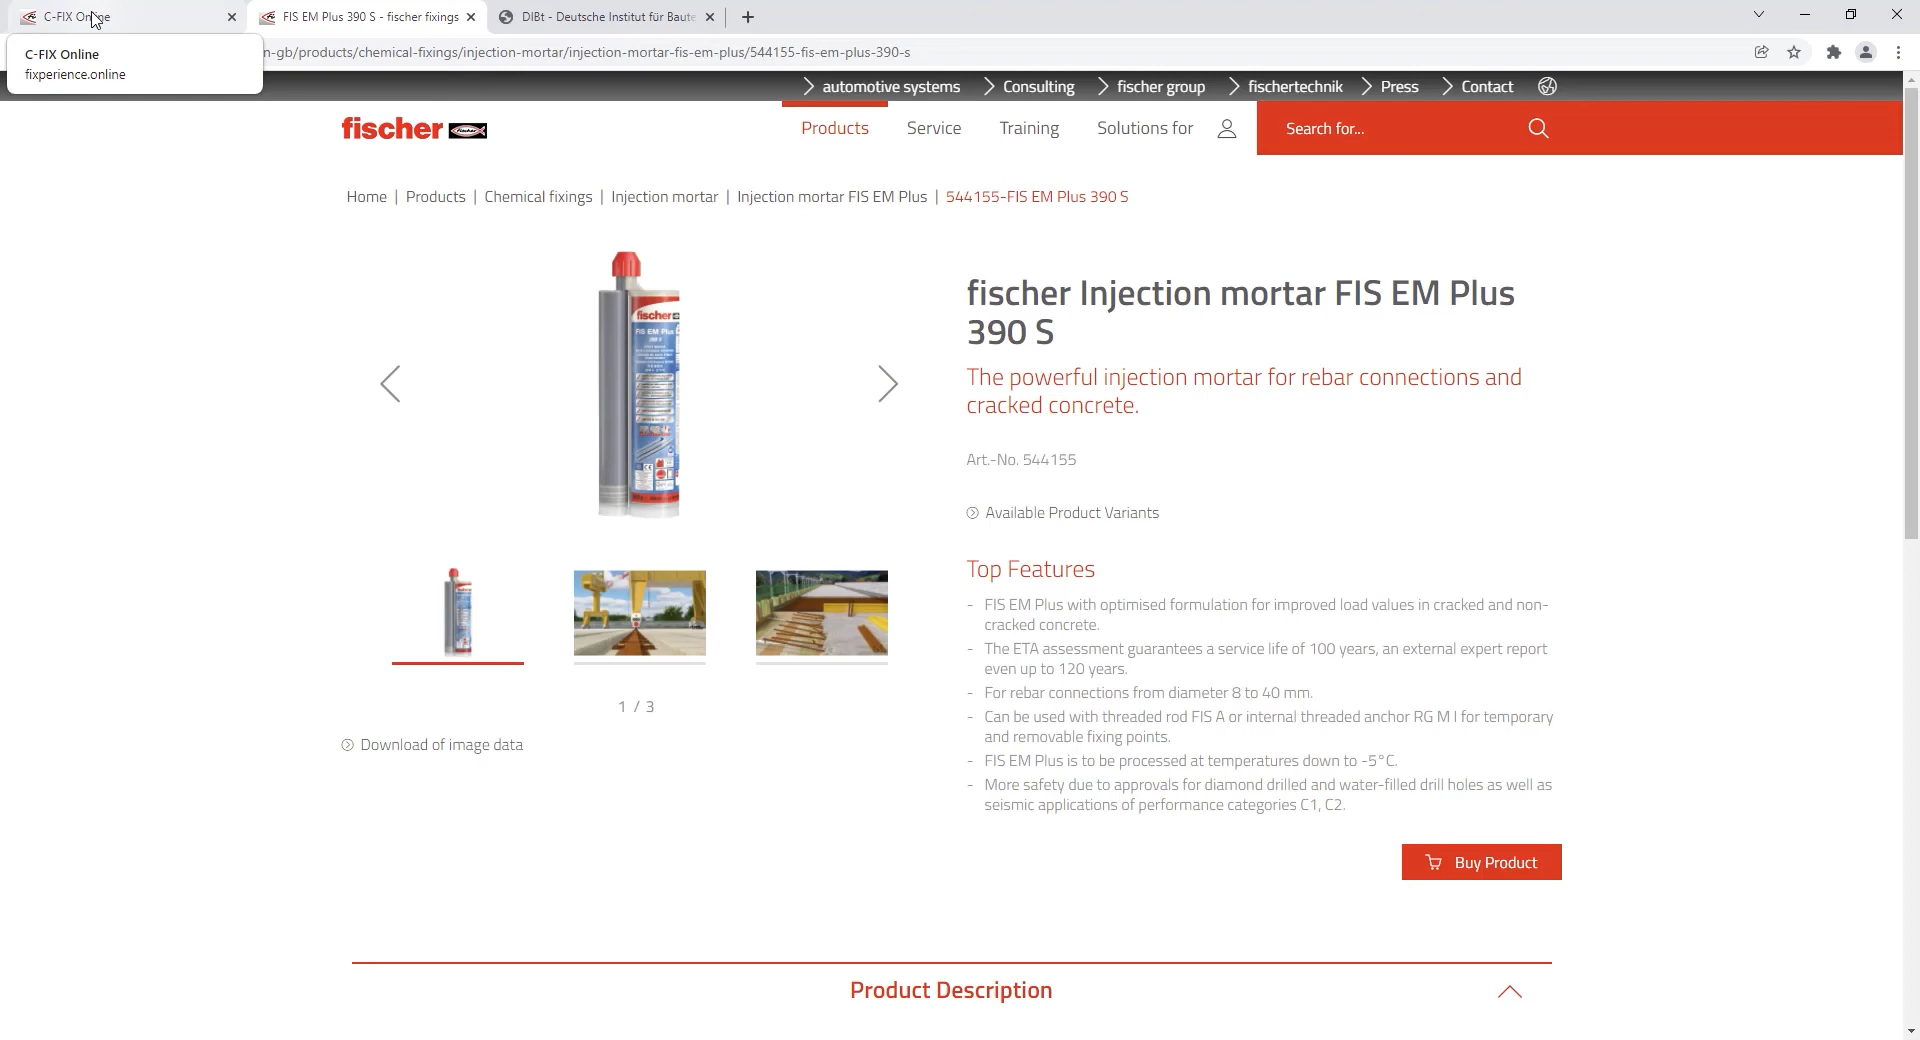 C-FIX Online
FIS EM Plus 390 S - fischer fixings
DIBt - Deutsche Institut für Baute
C-FIX Online
fixperience.online
n-gb/products/chemical-fixings/injection-mortar/injection-mortar-fis-em-plus/544155-fis-em-plus-390-s
automotive systems
Consulting
fischer group
fischertechnik
Press
Contact
fischer
Products
Service
Training
Solutions for
Search for...
Home | Products | Chemical fixings | Injection mortar | Injection mortar FIS EM Plus | 544155-FIS EM Plus 390 S
fischer
FIS EM Plus
390 S
fischer Injection mortar FIS EM Plus
390 S
The powerful injection mortar for rebar connections and
cracked concrete.
Art.-No. 544155
Available Product Variants
Top Features
- FIS EM Plus with optimised formulation for improved load values in cracked and non-
cracked concrete.
- The ETA assessment guarantees a service life of 100 years, an external expert report
even up to 120 years.
- For rebar connections from diameter 8 to 40 mm.
- Can be used with threaded rod FIS A or internal threaded anchor RG M I for temporary
and removable fixing points.
- FIS EM Plus is to be processed at temperatures down to -5°C.
- More safety due to approvals for diamond drilled and water-filled drill holes as well as
seismic applications of performance categories C1, C2.
1 / 3
Download of image data
Buy Product
Product Description